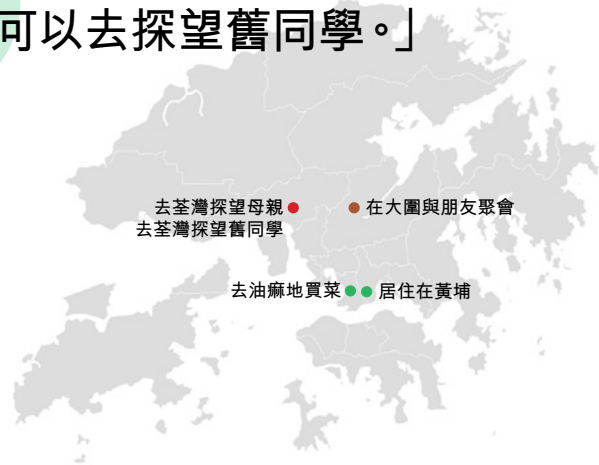 可以去探望舊同學。」
去荃灣探望母親
去荃灣探望舊同學
在大圍與朋友聚會
去油麻地買菜
居住在黃埔